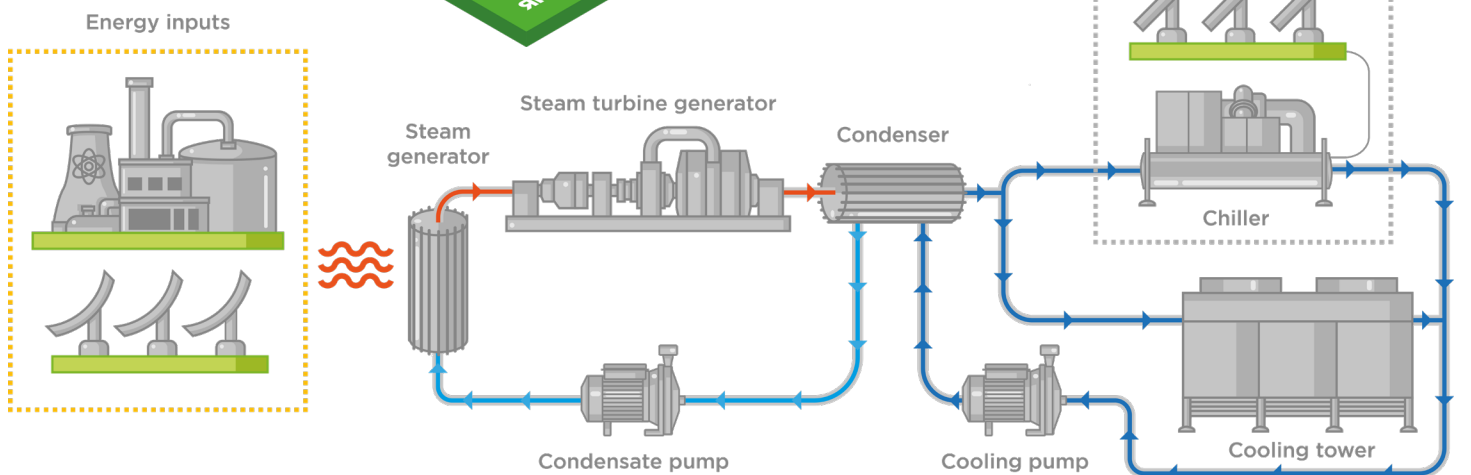 Energy inputs
Steam turbine generator
Steam
generator
Condenser
Chiller
Cooling tower
Condensate pump
Cooling pump